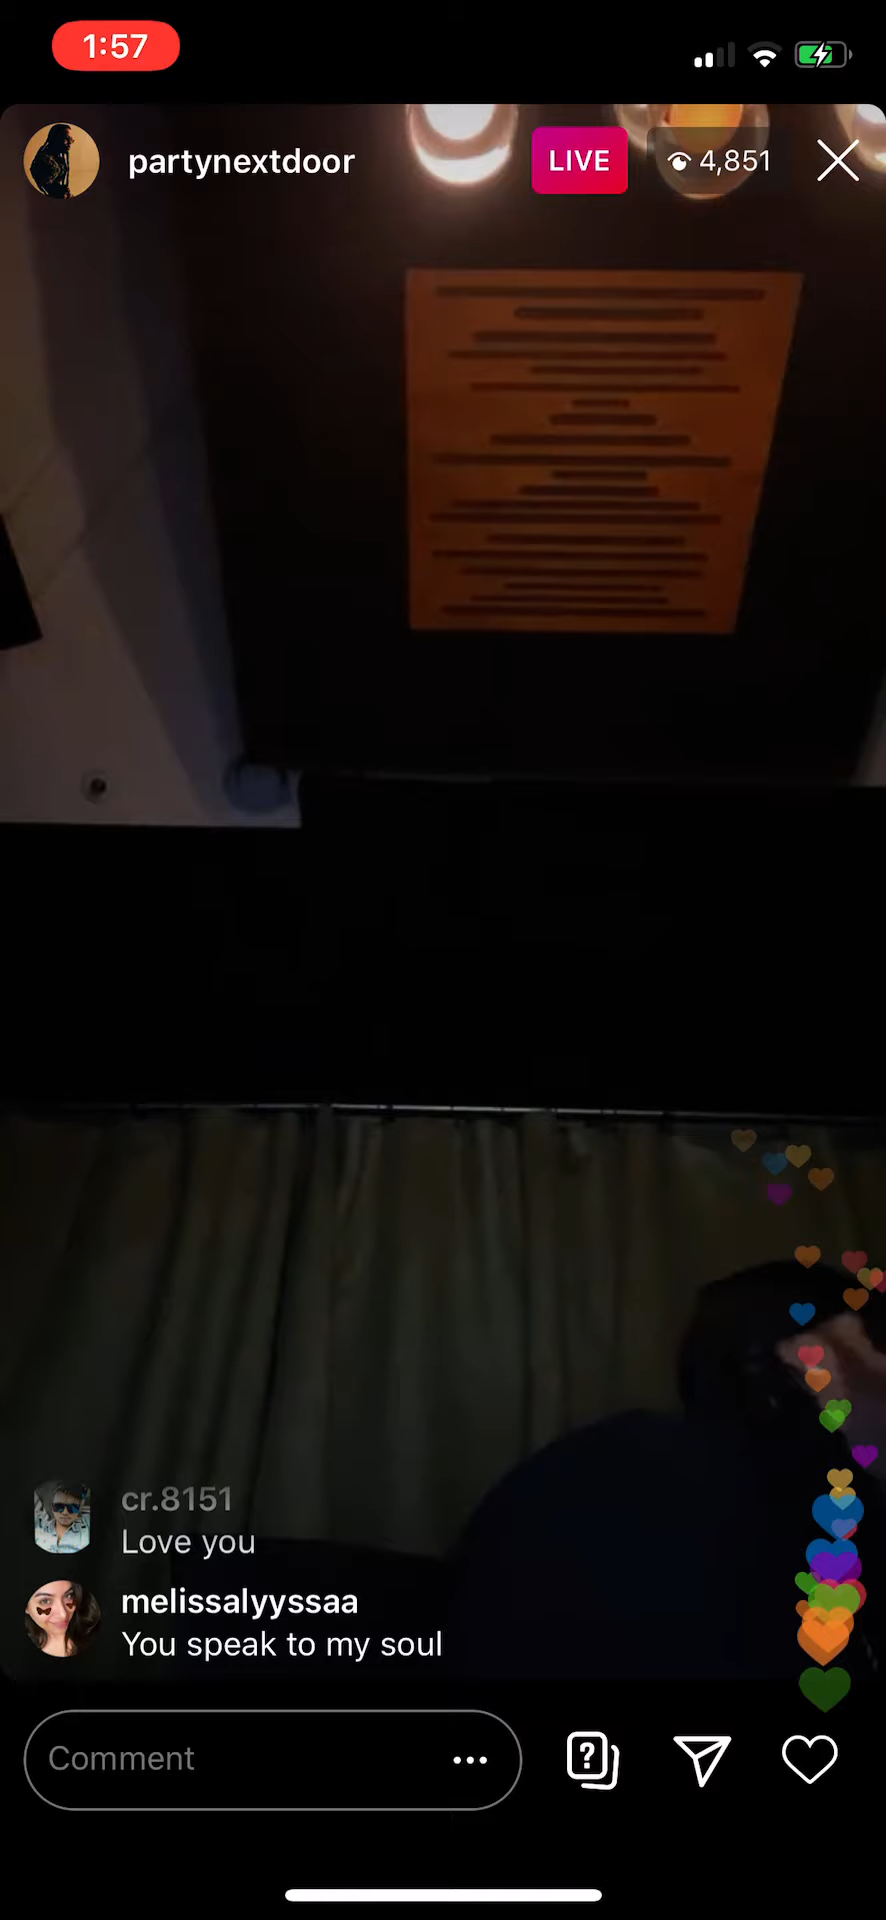 1:57
partynextdoor
LIVE
4,851
cr.8151
Love you
melissalyyssaa
You speak to my soul
Comment